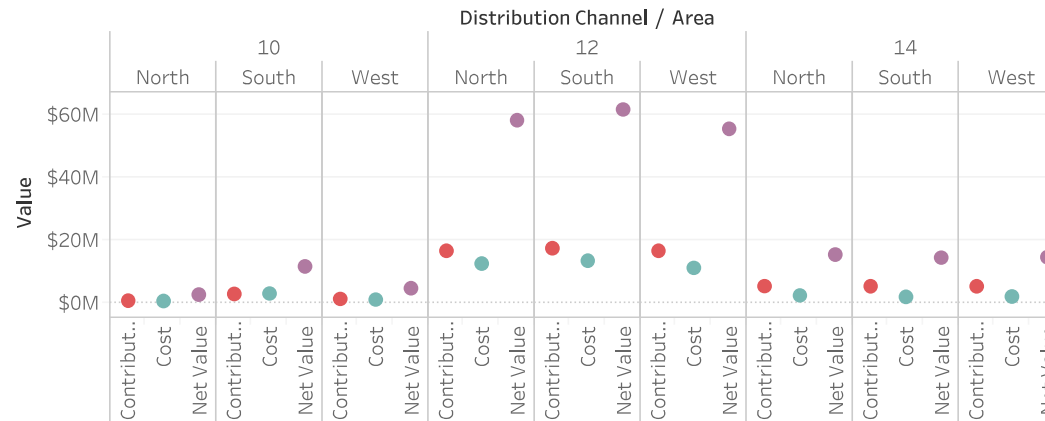 Distribution Channel / Area
10 12 14
North South West North South West North South West
Value
$60M
$40M
$20M
$0M
Contribut.. Cost Net Value Contribut.. Cost Net Value Contribut.. Cost Net Value Contribut.. Cost Net Value Contribut.. Cost Net Value Contribut.. Cost Net Value Contribut.. Cost Net Value Contribut.. Cost Net Value Contribut.. Cost Net Value